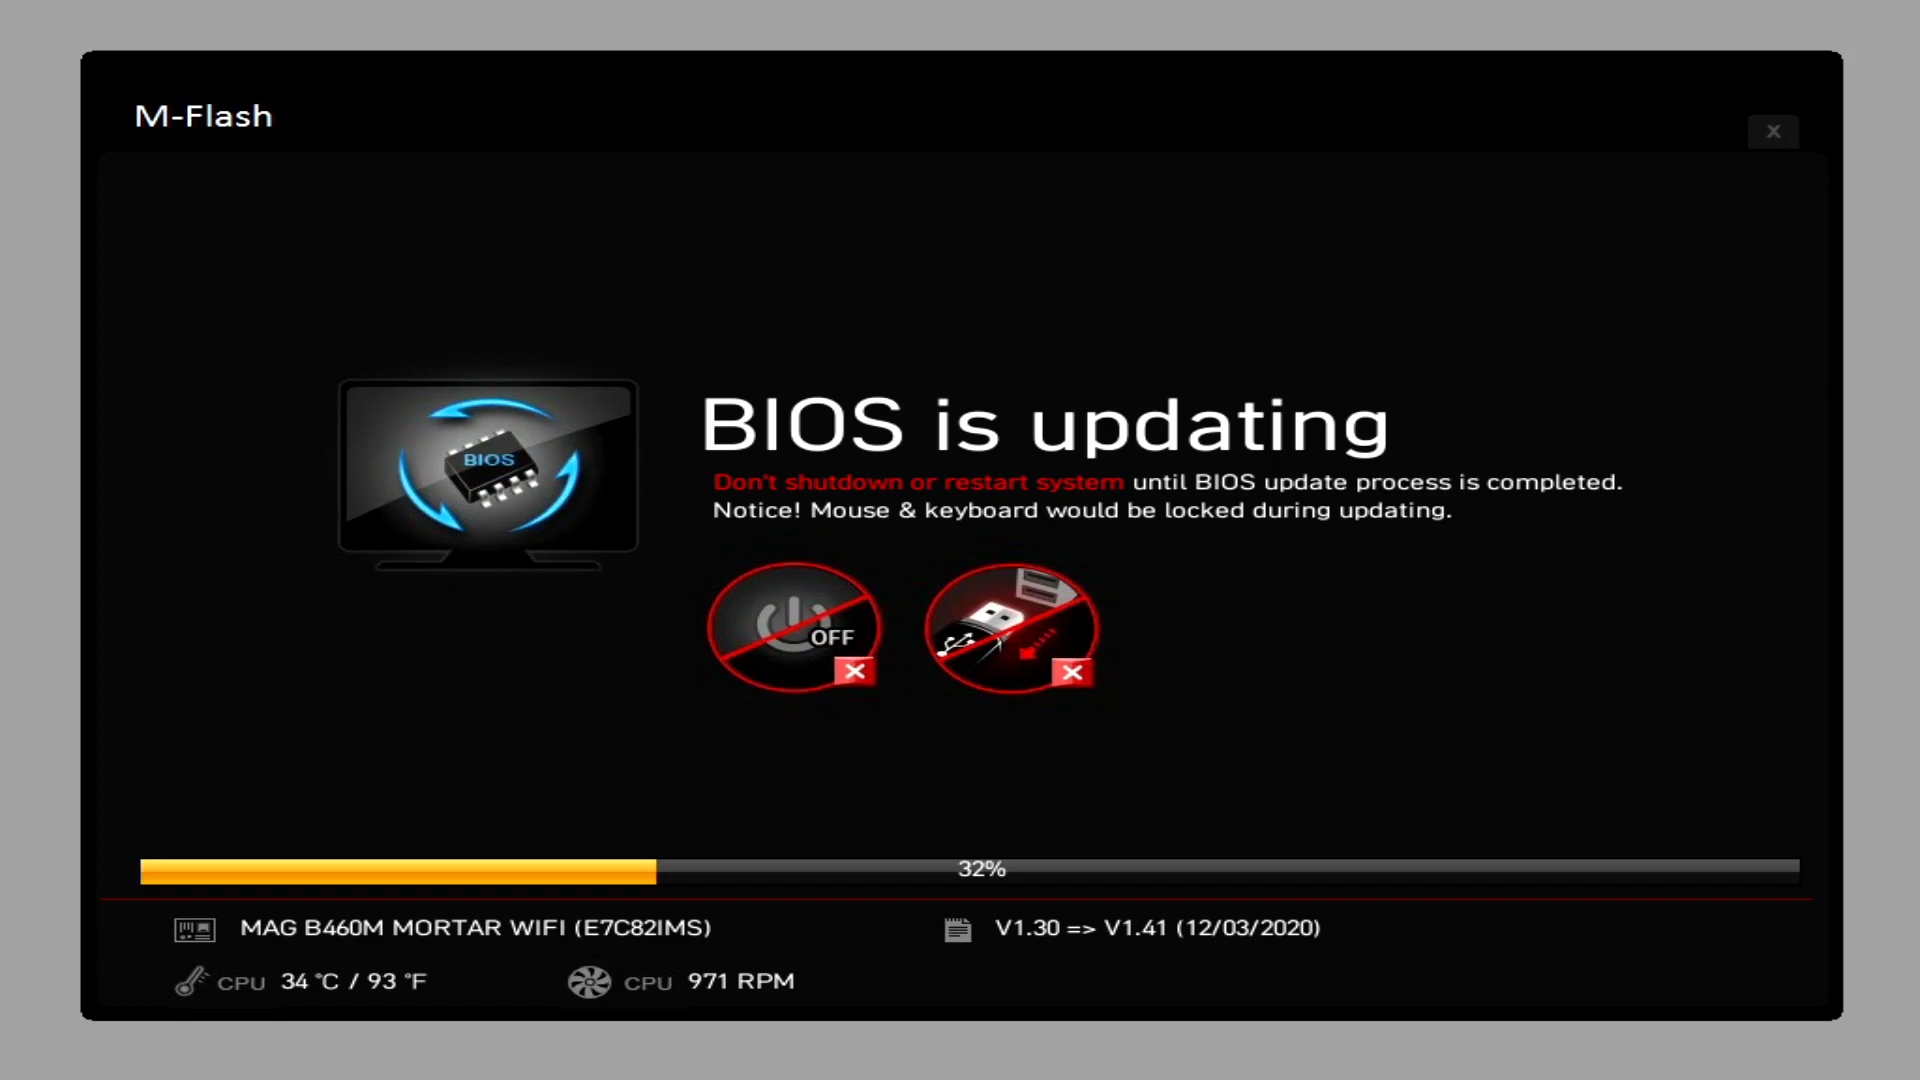 M-Flash
X
BIOS
BIOS is updating
Don't shutdown or restart system until BIOS update process is completed.
Notice! Mouse & keyboard would be locked during updating.
OFF
32%
MAG B460M MORTAR WIFI (E7C82IMS)
V1.30 => V1.41 (12/03/2020)
CPU 34 °C / 93 °F
CPU 971 RPM